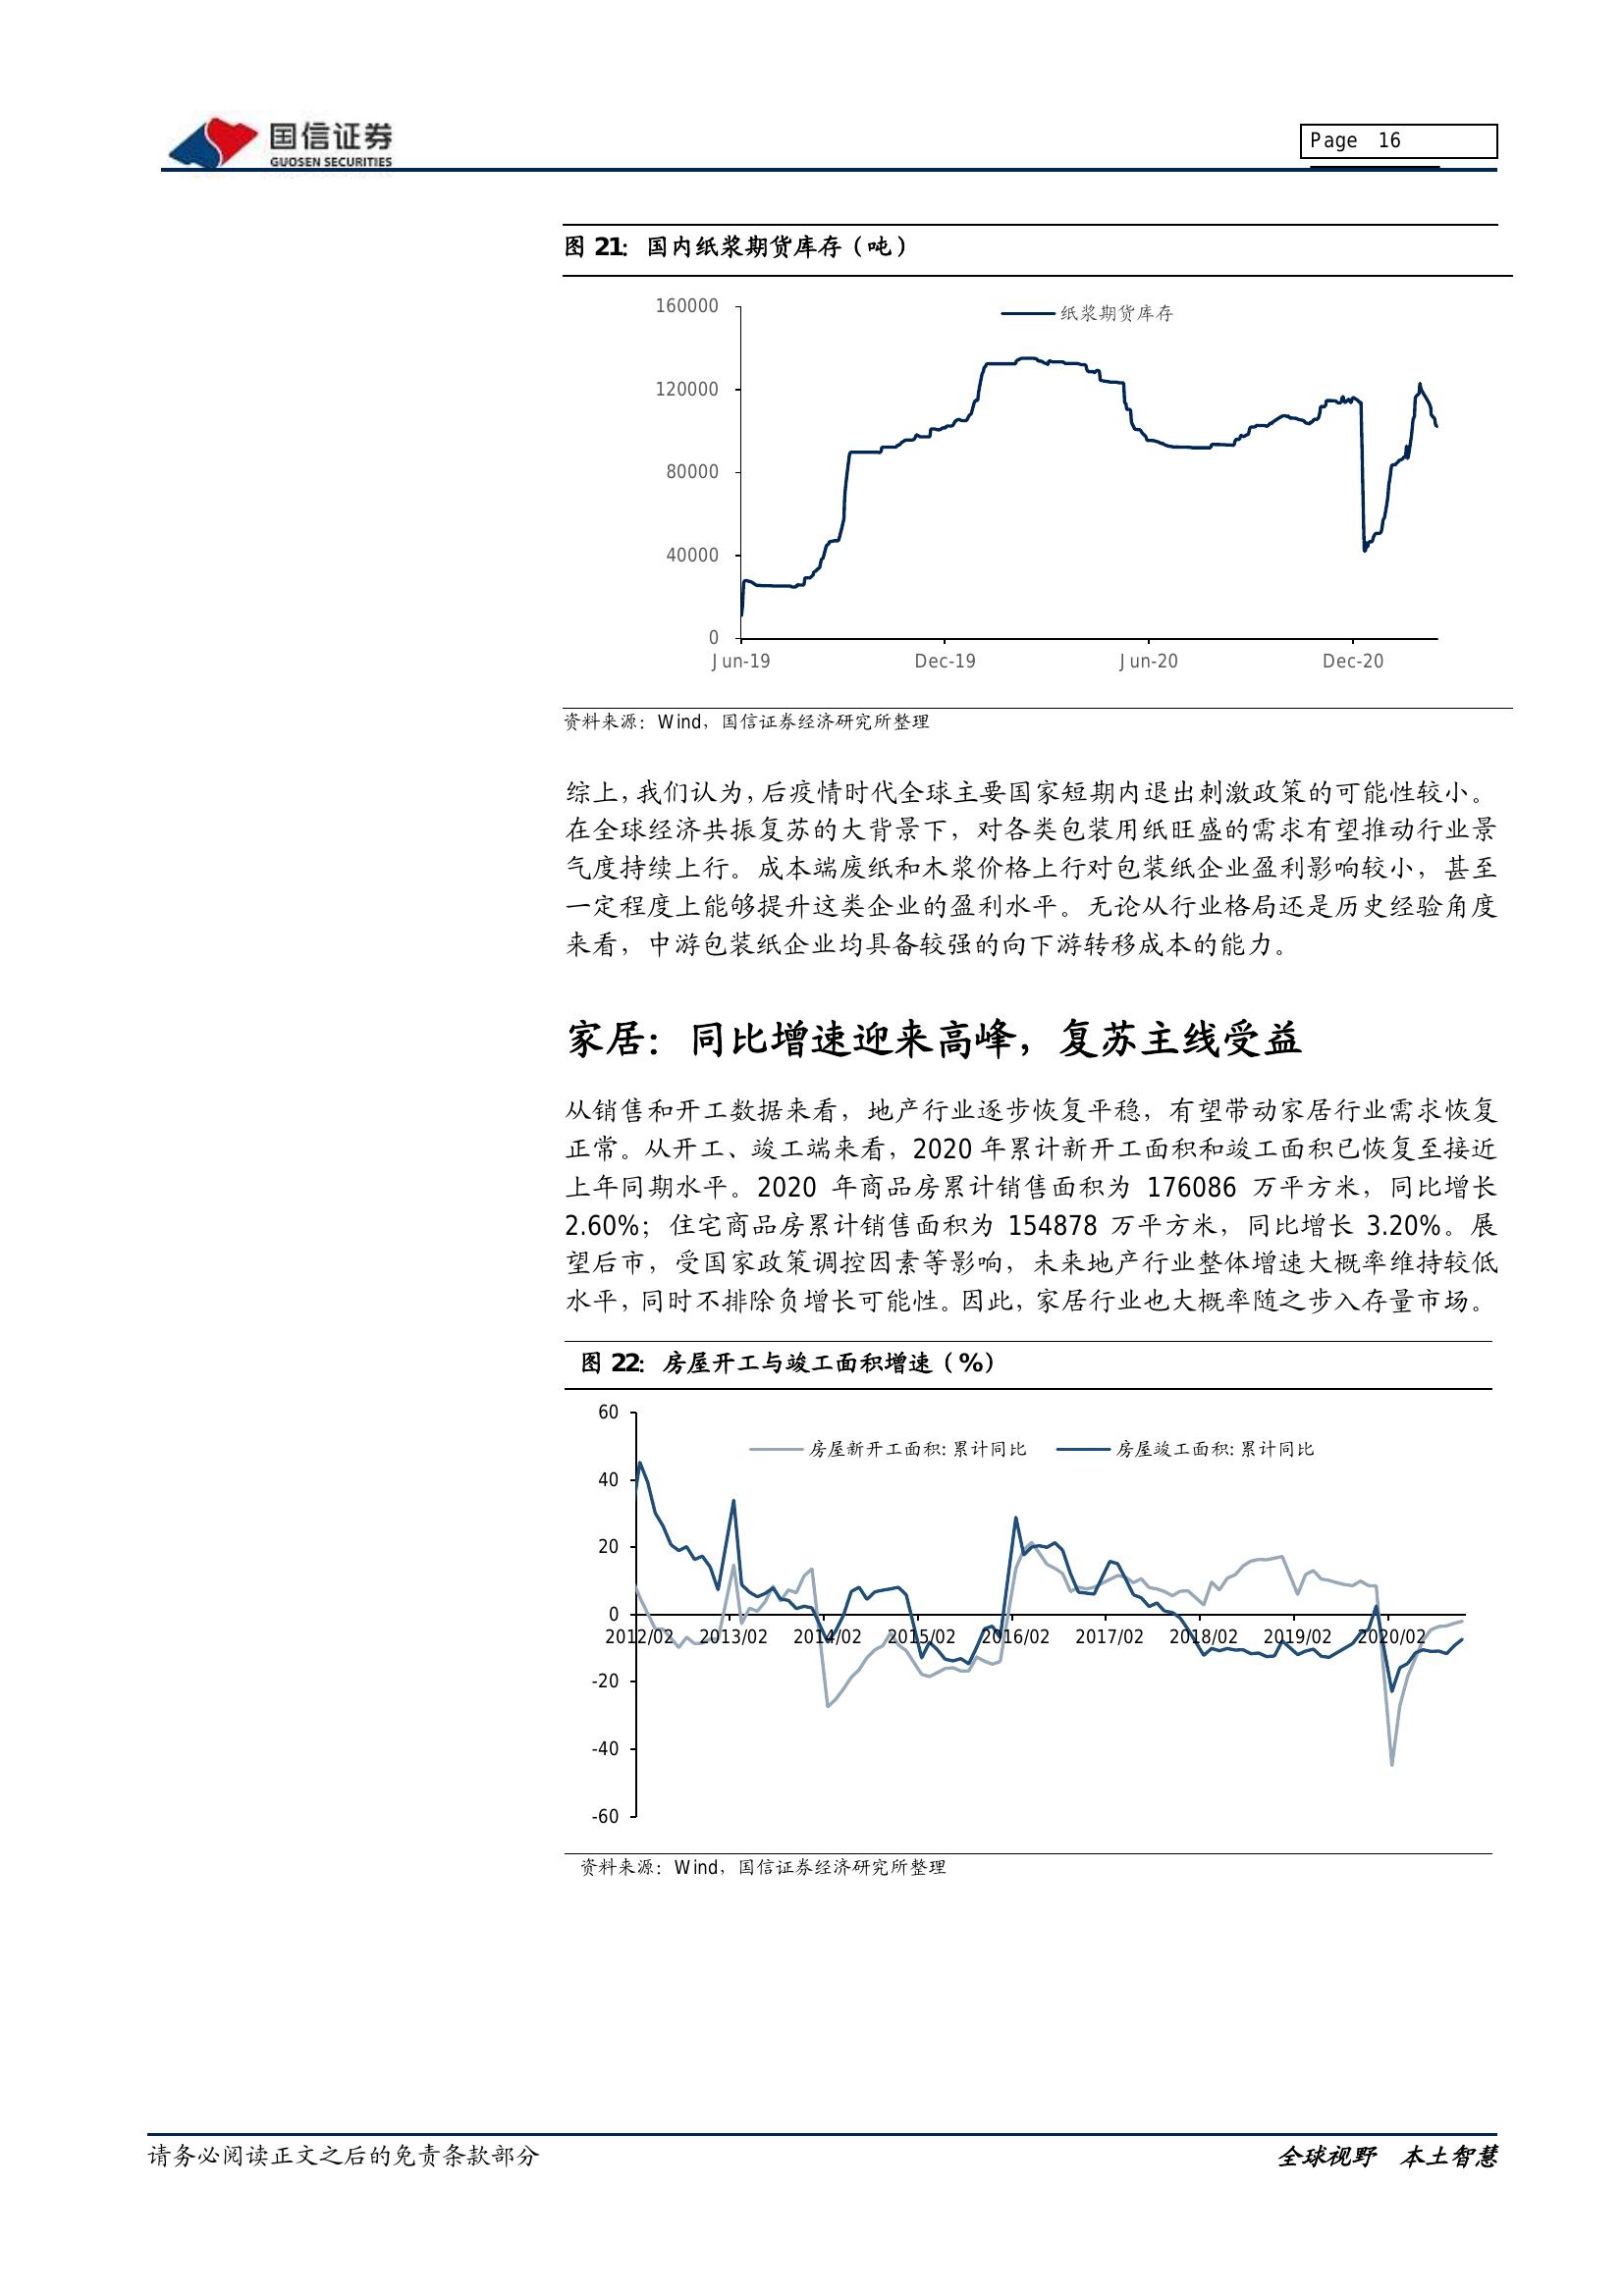 国信证券
GUOSEN SECURITIES
Page 16
图 21：国内纸浆期货库存（吨）
160000
纸浆期货库存
120000
80000
40000
0
Jun-19 Dec-19 Jun-20 Dec-20
资料来源：Wind，国信证券经济研究所整理
综上，我们认为，后疫情时代全球主要国家短期内退出刺激政策的可能性较小。
在全球经济共振复苏的大背景下，对各类包装用纸旺盛的需求有望推动行业景
气度持续上行。成本端废纸和木浆价格上行对包装纸企业盈利影响较小，甚至
一定程度上能够提升这类企业的盈利水平。无论从行业格局还是历史经验角度
来看，中游包装纸企业均具备较强的向下游转移成本的能力。
家居：同比增速迎来高峰，复苏主线受益
从销售和开工数据来看，地产行业逐步恢复平稳，有望带动家居行业需求恢复
正常。从开工、竣工端来看，2020 年累计新开工面积和竣工面积已恢复至接近
上年同期水平。2020 年商品房累计销售面积为 176086 万平方米，同比增长
2.60%；住宅商品房累计销售面积为 154878 万平方米，同比增长 3.20%。展
望后市，受国家政策调控因素等影响，未来地产行业整体增速大概率维持较低
水平，同时不排除负增长可能性。因此，家居行业也大概率随之步入存量市场。
图 22：房屋开工与竣工面积增速（%）
60
房屋新开工面积:累计同比 房屋竣工面积:累计同比
40
20
0
2012/02 2013/02 2014/02 2015/02 2016/02 2017/02 2018/02 2019/02 2020/02
-20
-40
-60
资料来源：Wind，国信证券经济研究所整理
请务必阅读正文之后的免责条款部分
全球视野 本土智慧